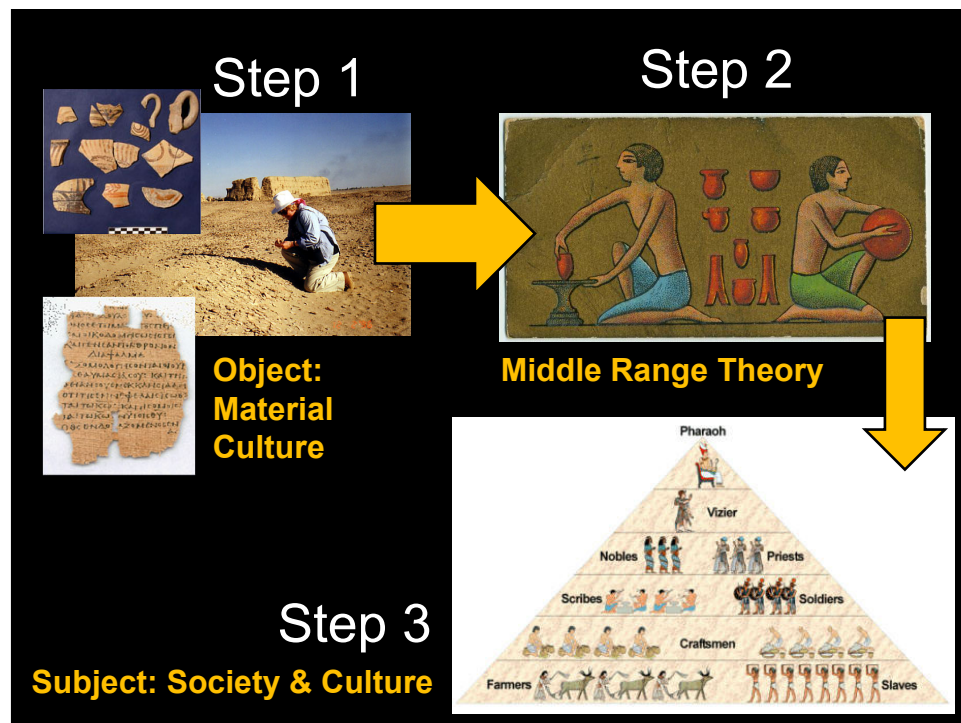 Step 1
Step 2
ΔΙΑΨΑΛΜΑ
Object:
Material
Culture
Middle Range Theory
Pharaoh
Vizier
Nobles Priests
Scribes Soldiers
Craftsmen
Farmers Slaves
Step 3
Subject: Society & Culture